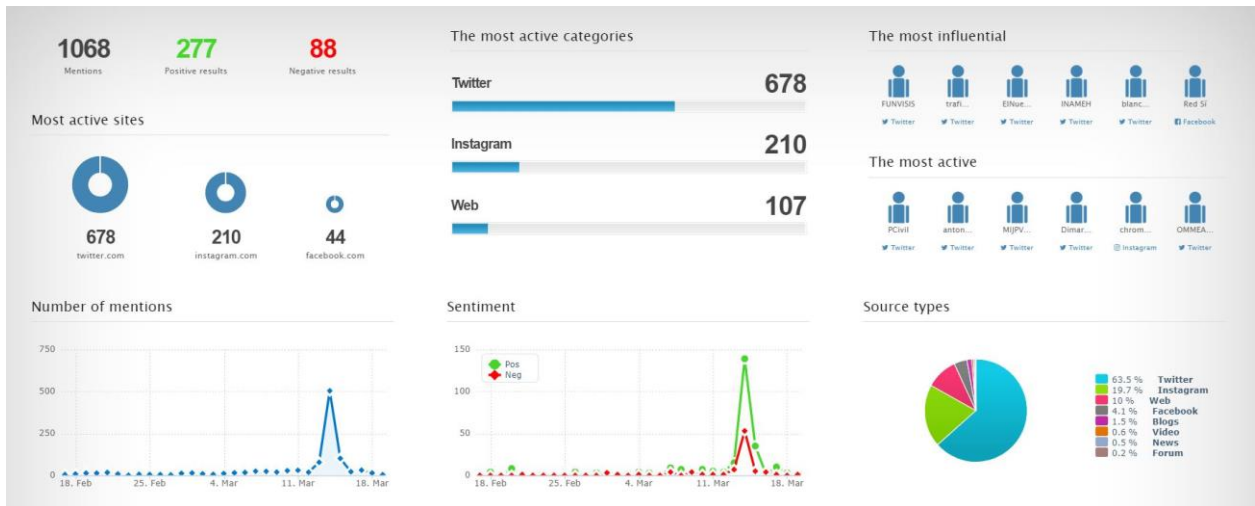 1068
Mentions
277
Positive results
88
Negative results
Most active sites
678
twitter.com
210
instagram.com
44
facebook.com
The most active categories
Twitter 678
Instagram 210
Web 107
The most influential
FUNVISIS trafi... ElNue... INAMEH blanc... Red Sí
Twitter Twitter Twitter Twitter Twitter Facebook
The most active
PCivil anton... MIJPV... Dimar... chrom... OMMEA...
Twitter Twitter Twitter Twitter Instagram Twitter
Number of mentions
750
500
250
0
18. Feb 25. Feb 4. Mar 11. Mar 18. Mar
Sentiment
Pos
Neg
150
100
50
0
18. Feb 25. Feb 4. Mar 11. Mar 18. Mar
Source types
63.5 % Twitter
19.7 % Instagram
10 % Web
4.1 % Facebook
1.5 % Blogs
0.6 % Video
0.5 % News
0.2 % Forum